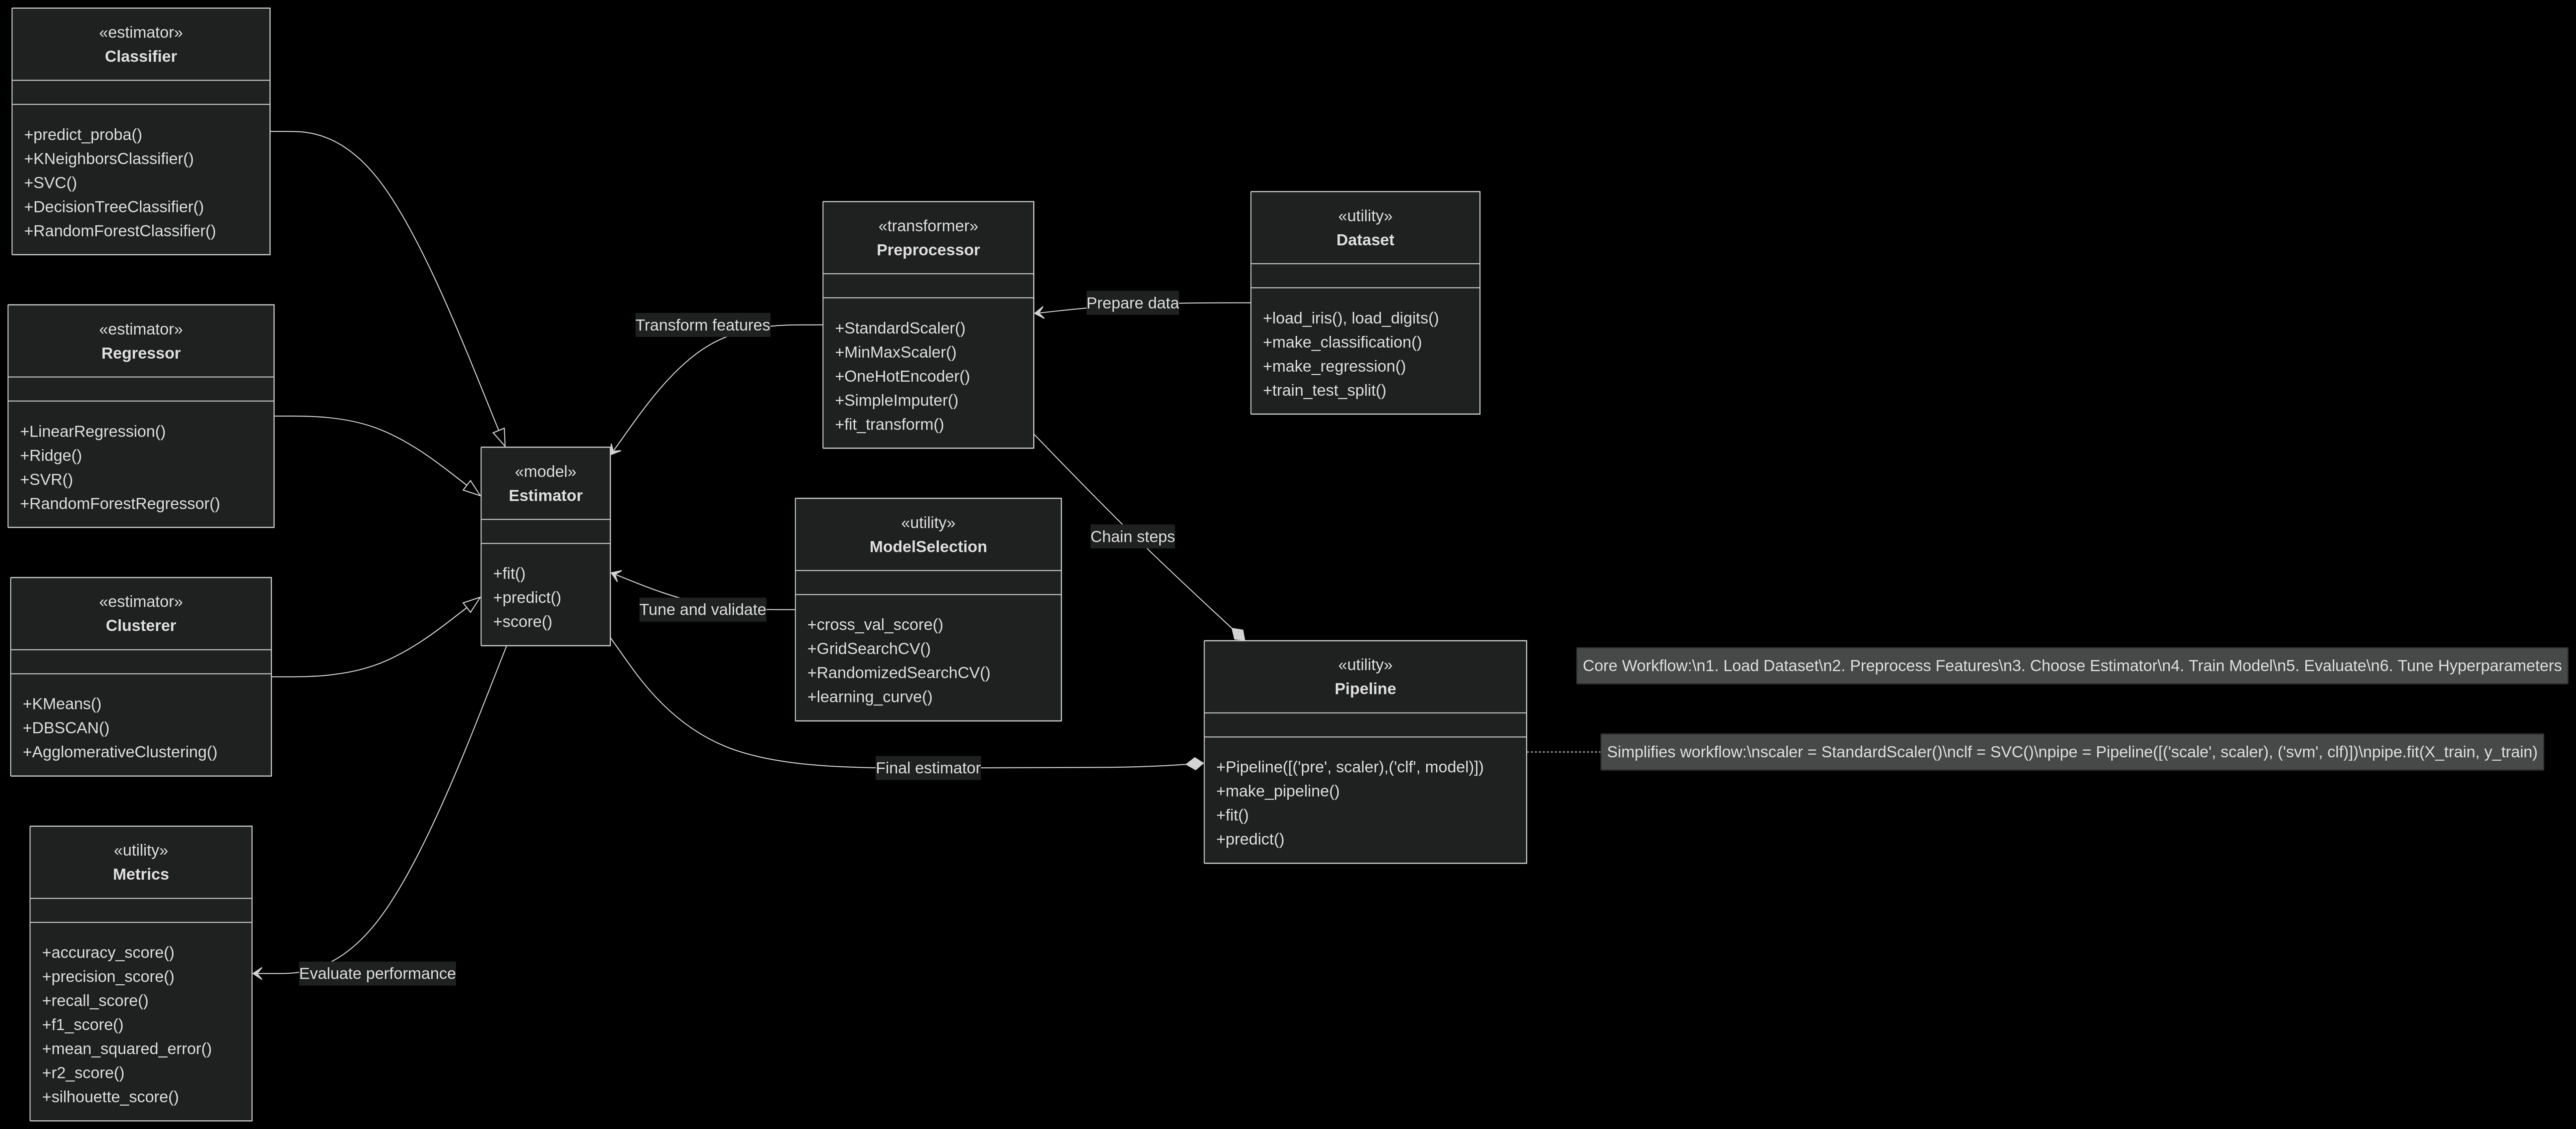 «estimator»
Classifier
+predict_proba()
+KNeighborsClassifier()
+SVC()
+DecisionTreeClassifier()
+RandomForestClassifier()
«estimator»
Regressor
+LinearRegression()
+Ridge()
+SVR()
+RandomForestRegressor()
«estimator»
Clusterer
+KMeans()
+DBSCAN()
+AgglomerativeClustering()
«utility»
Metrics
+accuracy_score()
+precision_score()
+recall_score()
+f1_score()
+mean_squared_error()
+r2_score()
+silhouette_score()
Evaluate performance
«model»
Estimator
+fit()
+predict()
+score()
Transform features
Tune and validate
Final estimator
«transformer»
Preprocessor
+StandardScaler()
+MinMaxScaler()
+OneHotEncoder()
+SimpleImputer()
+fit_transform()
«utility»
ModelSelection
+cross_val_score()
+GridSearchCV()
+RandomizedSearchCV()
+learning_curve()
Prepare data
Chain steps
«utility»
Dataset
+load_iris(), load_digits()
+make_classification()
+make_regression()
+train_test_split()
«utility»
Pipeline
+Pipeline([('pre', scaler),('clf', model)])
+make_pipeline()
+fit()
+predict()
Core Workflow:\n1. Load Dataset\n2. Preprocess Features\n3. Choose Estimator\n4. Train Model\n5. Evaluate\n6. Tune Hyperparameters
Simplifies workflow:\nscaler = StandardScaler()\nclf = SVC()\npipe = Pipeline([('scale', scaler), ('svm', clf)])\npipe.fit(X_train, y_train)